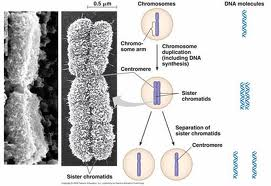 0.5 µm
Chromosomes
DNA molecules
Chromo-
some arm
Chromosome
duplication
(including DNA
synthesis)
Centromere
Sister
chromatids
Separation of
sister chromatids
Centromere
Sister chromatids